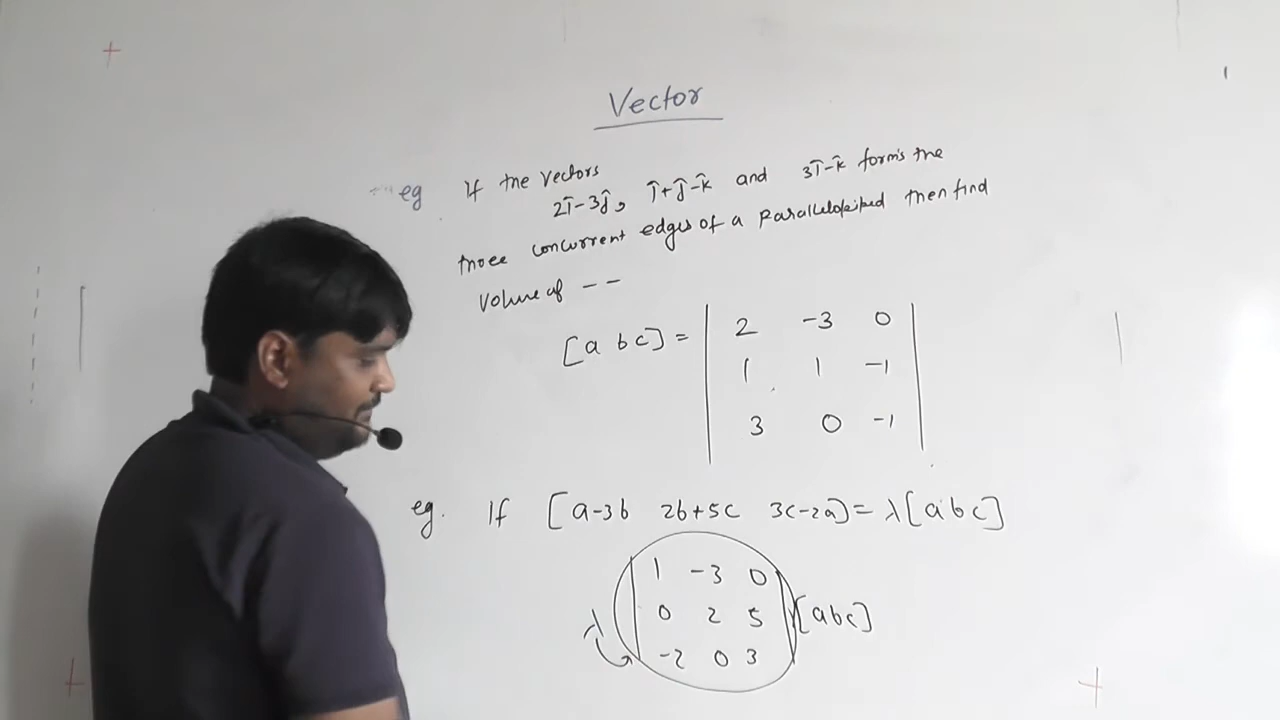 Vector
eg If the vectors
2î-3ĵ, î+ĵ-k̂ and 3î-k̂ forms the
three concurrent edges of a parallelopiped then find
volume of --
[a b c] = | 2 -3 0 |
| 1 1 -1 |
| 3 0 -1 |
eg. If [a-3b 2b+5c 3c-2a] = λ[a b c]
| 1 -3 0 |
λ | 0 2 5 | [abc]
| -2 0 3 |